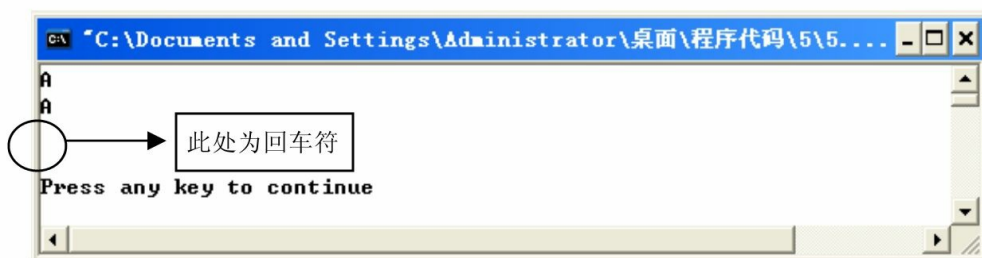 "C:\Documents and Settings\Administrator\桌面\程序代码\5\5....
A
A
此处为回车符
Press any key to continue